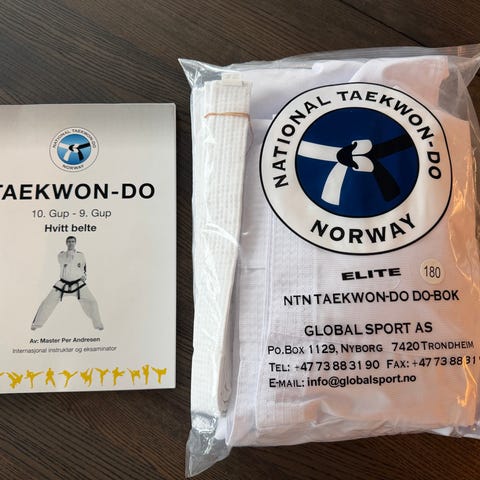 NATIONAL TAEKWON-DO
NORWAY
TAEKWON-DO
10. Gup - 9. Gup
Hvitt belte
Av: Master Per Andresen
Internasjonal instruktør og eksaminator
NATIONAL TAEKWON-DO
NORWAY
ELITE 180
NTN TAEKWON-DO DO-BOK
GLOBAL SPORT AS
P.O.BOX 1129, NYBORG 7420 TRONDHEIM
TEL: +47 73 88 31 90 FAX: +47 73 88 31
E-MAIL: info@globalsport.no